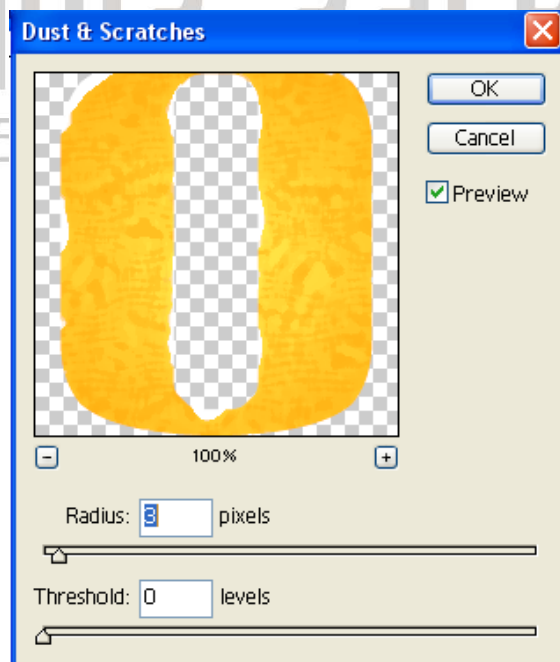 Dust & Scratches
OK
Cancel
Preview
100%
Radius: 3 pixels
Threshold: 0 levels